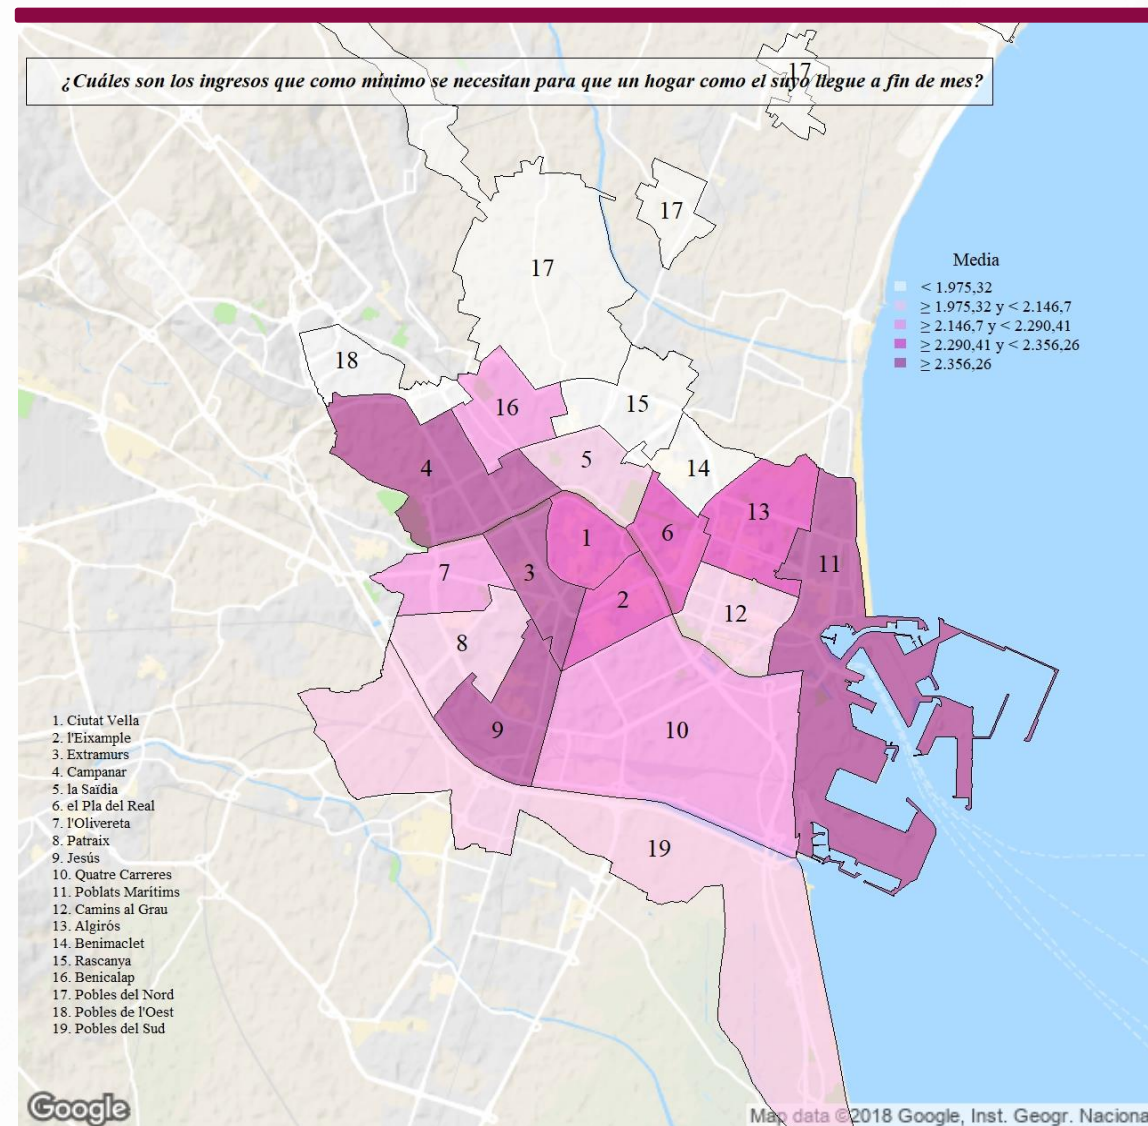 ¿Cuáles son los ingresos que como mínimo se necesitan para que un hogar como el suyo llegue a fin de mes?
17
17
17
Media
< 1.975,32
≥ 1.975,32 y < 2.146,7
≥ 2.146,7 y < 2.290,41
≥ 2.290,41 y < 2.356,26
≥ 2.356,26
18
16
15
5
4
14
13
1
6
11
3
7
2
12
8
9
10
19
1. Ciutat Vella
2. l'Eixample
3. Extramurs
4. Campanar
5. la Saïdia
6. el Pla del Real
7. l'Olivereta
8. Patraix
9. Jesús
10. Quatre Carreres
11. Poblats Marítims
12. Camins al Grau
13. Algirós
14. Benimaclet
15. Rascanya
16. Benicalap
17. Pobles del Nord
18. Pobles de l'Oest
19. Pobles del Sud
Google
Map data ©2018 Google, Inst. Geogr. Naciona